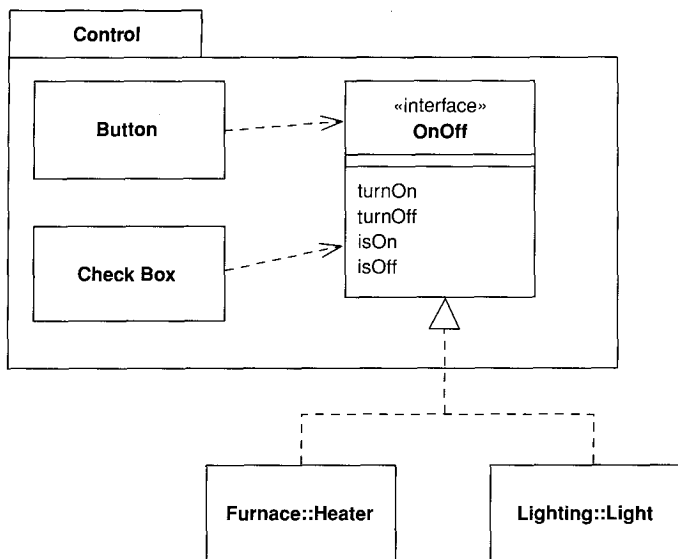 Control
Button
«interface»
OnOff
turnOn
turnOff
isOn
isOff
Check Box
Furnace::Heater
Lighting::Light